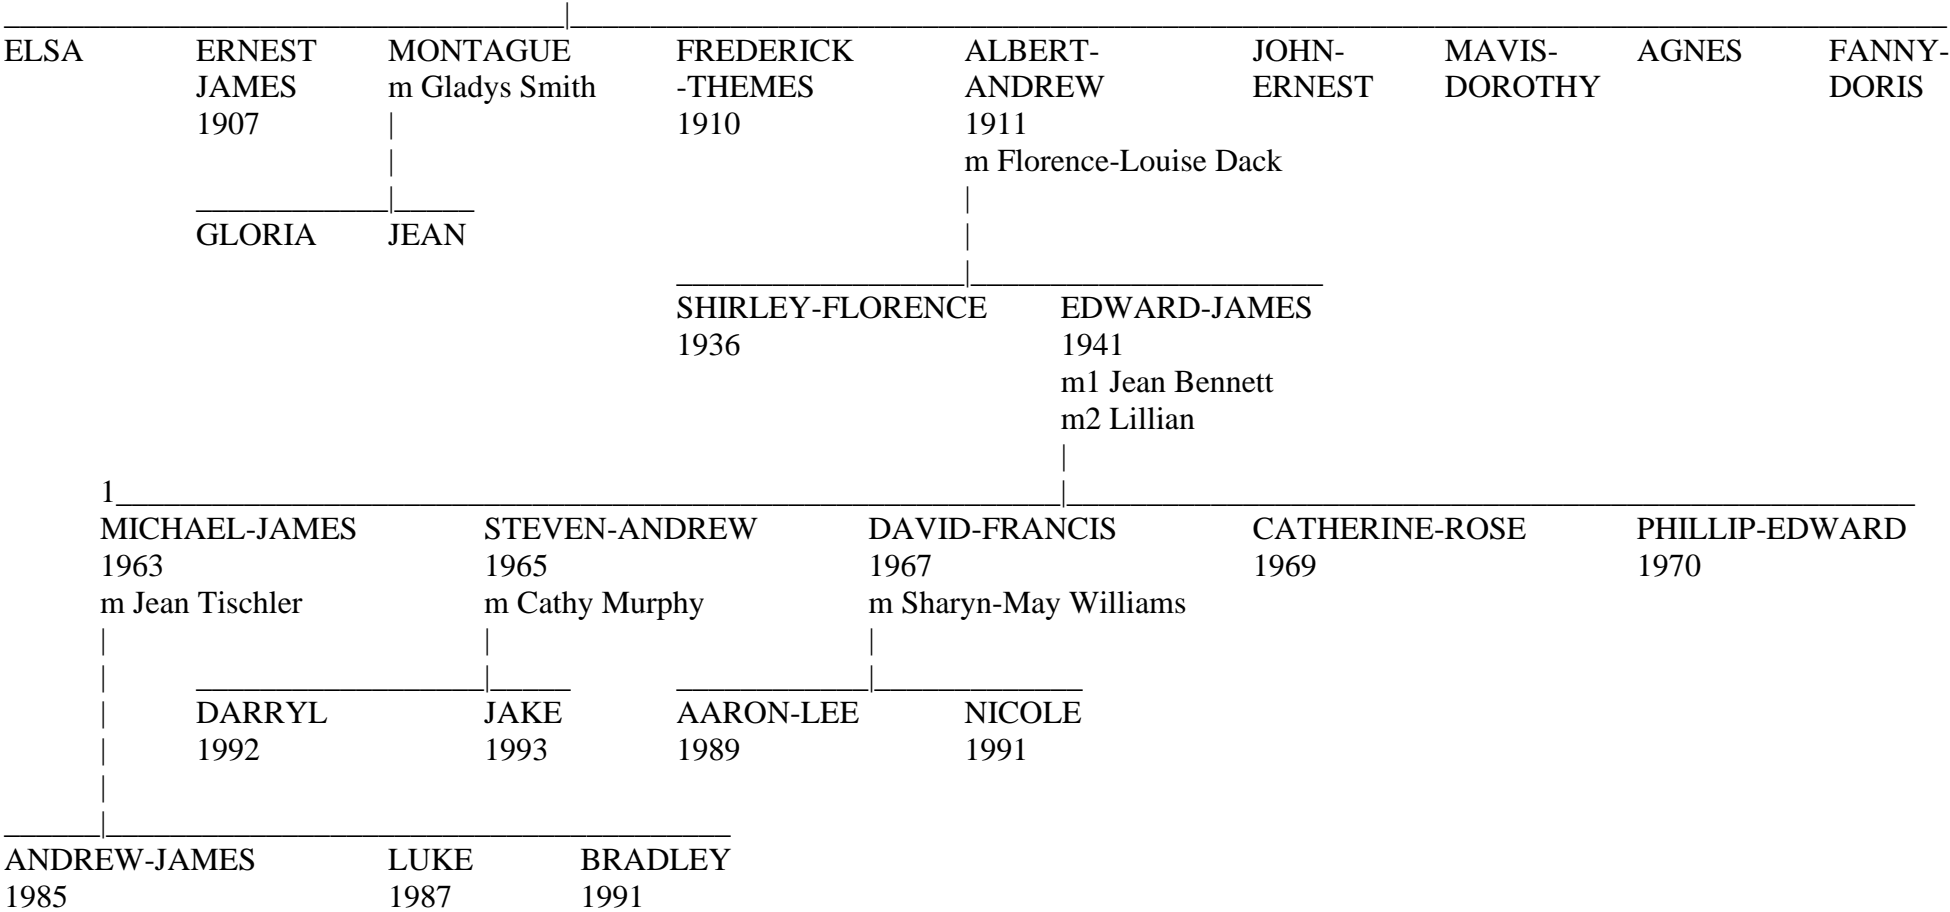 ELSA ERNEST MONTAGUE FREDERICK ALBERT- JOHN- MAVIS- AGNES FANNY-
JAMES m Gladys Smith -THEMES ANDREW ERNEST DOROTHY DORIS
1907 1910 1911
m Florence-Louise Dack
GLORIA JEAN
SHIRLEY-FLORENCE EDWARD-JAMES
1936 1941
m1 Jean Bennett
m2 Lillian
1
MICHAEL-JAMES STEVEN-ANDREW DAVID-FRANCIS CATHERINE-ROSE PHILLIP-EDWARD
1963 1965 1967 1969 1970
m Jean Tischler m Cathy Murphy m Sharyn-May Williams
DARRYL JAKE AARON-LEE NICOLE
1992 1993 1989 1991
ANDREW-JAMES LUKE BRADLEY
1985 1987 1991